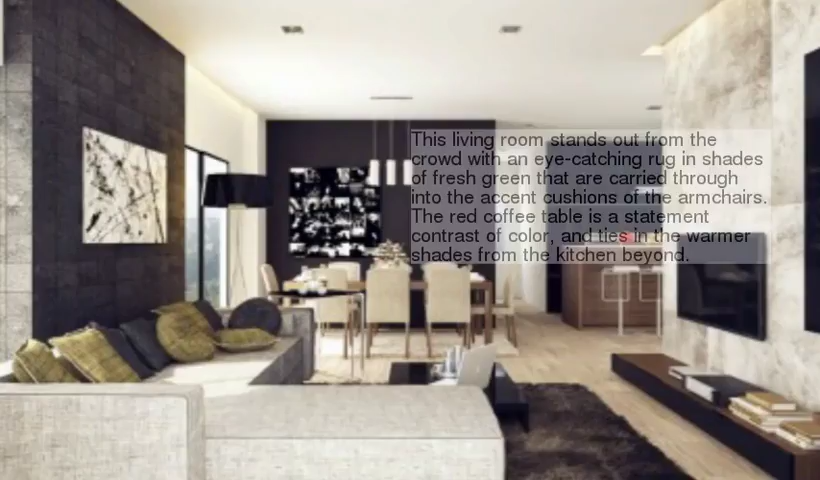 This living room stands out from the
crowd with an eye-catching rug in shades
of fresh green that are carried through
into the accent cushions of the armchairs.
The red coffee table is a statement
contrast of color, and ties in the warmer
shades from the kitchen beyond.